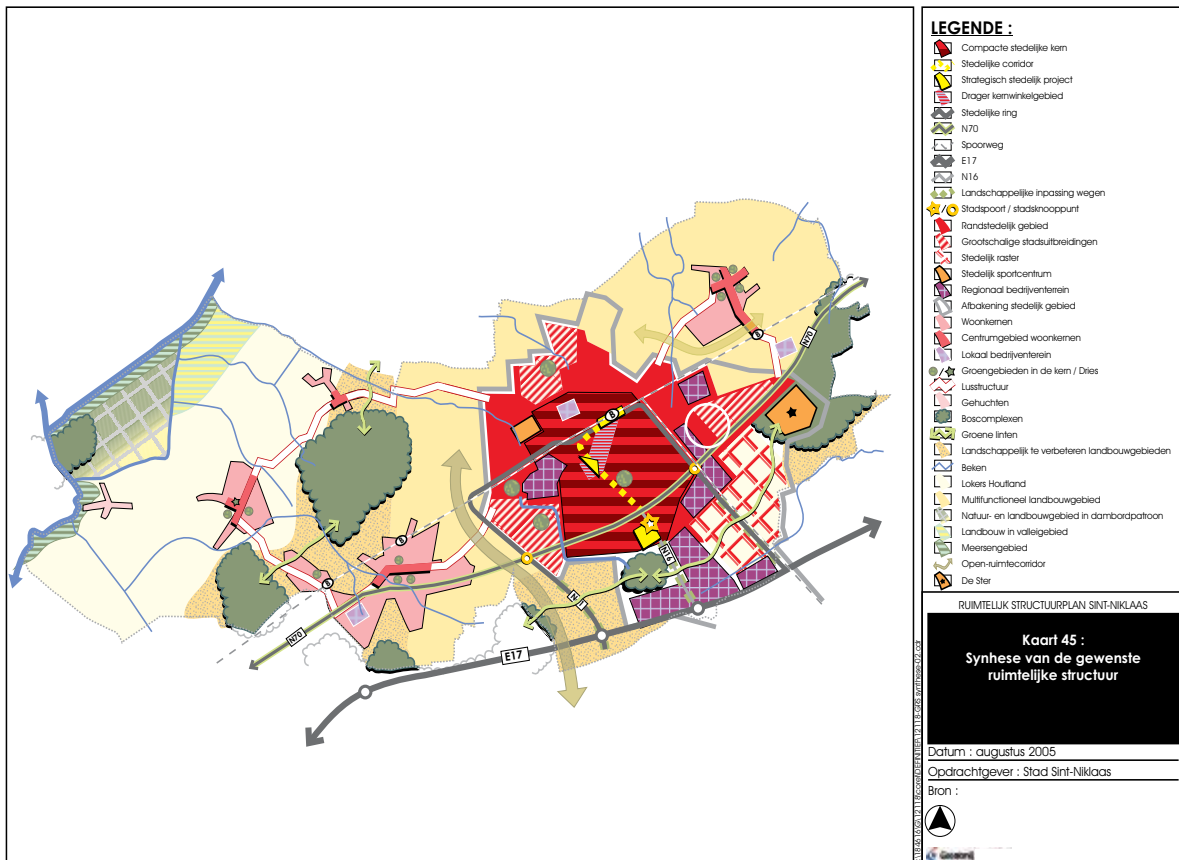 LEGENDE :
Compacte stedelijke kern
Stedelijke corridor
Strategisch stedelijk project
Drager kernwinkelgebied
Stedelijke ring
N70
Spoorweg
E17
N16
Landschappelijke inpassing wegen
/ Stadspoort / stadsknooppunt
Randstedelijk gebied
Grootschalige stadsuitbreidingen
Stedelijk raster
Stedelijk sportcentrum
Regionaal bedrijventerrein
Afbakening stedelijk gebied
Woonkernen
Centrumgebied woonkernen
Lokaal bedrijventerein
/ Groengebieden in de kern / Dries
Lusstructuur
Gehuchten
Boscomplexen
Groene linten
Landschappelijk te verbeteren landbouwgebieden
Beken
Lokers Houtland
Multifunctioneel landbouwgebied
Natuur- en landbouwgebied in dambordpatroon
Landbouw in valleigebied
Meersengebied
Open-ruimtecorridor
De Ster
RUIMTELIJK STRUCTUURPLAN SINT-NIKLAAS
Kaart 45 :
Synhese van de gewenste
ruimtelijke structuur
Datum : augustus 2005
Opdrachtgever : Stad Sint-Niklaas
Bron :
N70
N16
N70
E17